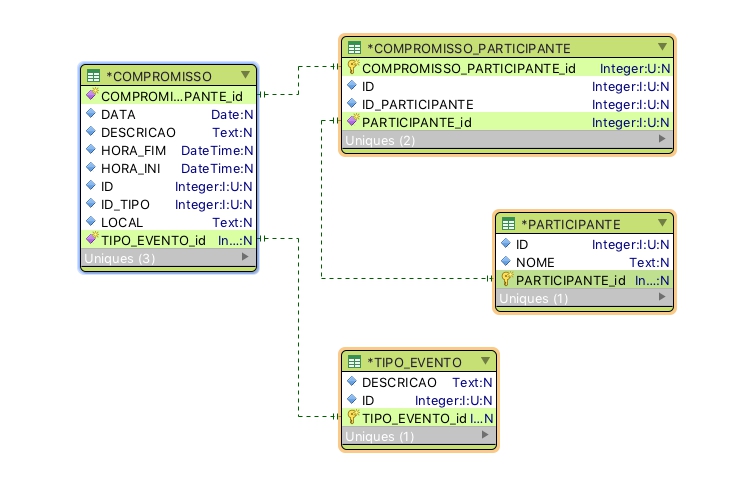 *COMPROMISSO
COMPROMI...PANTE_id
DATA Date:N
DESCRICAO Text:N
HORA_FIM DateTime:N
HORA_INI DateTime:N
ID Integer:I:U:N
ID_TIPO Integer:I:U:N
LOCAL Text:N
TIPO_EVENTO_id In...:N
Uniques (3)
*COMPROMISSO_PARTICIPANTE
COMPROMISSO_PARTICIPANTE_id Integer:U:N
ID Integer:I:U:N
ID_PARTICIPANTE Integer:I:U:N
PARTICIPANTE_id Integer:U:N
Uniques (2)
*PARTICIPANTE
ID Integer:I:U:N
NOME Text:N
PARTICIPANTE_id In...:N
Uniques (1)
*TIPO_EVENTO
DESCRICAO Text:N
ID Integer:I:U:N
TIPO_EVENTO_id I...N
Uniques (1)